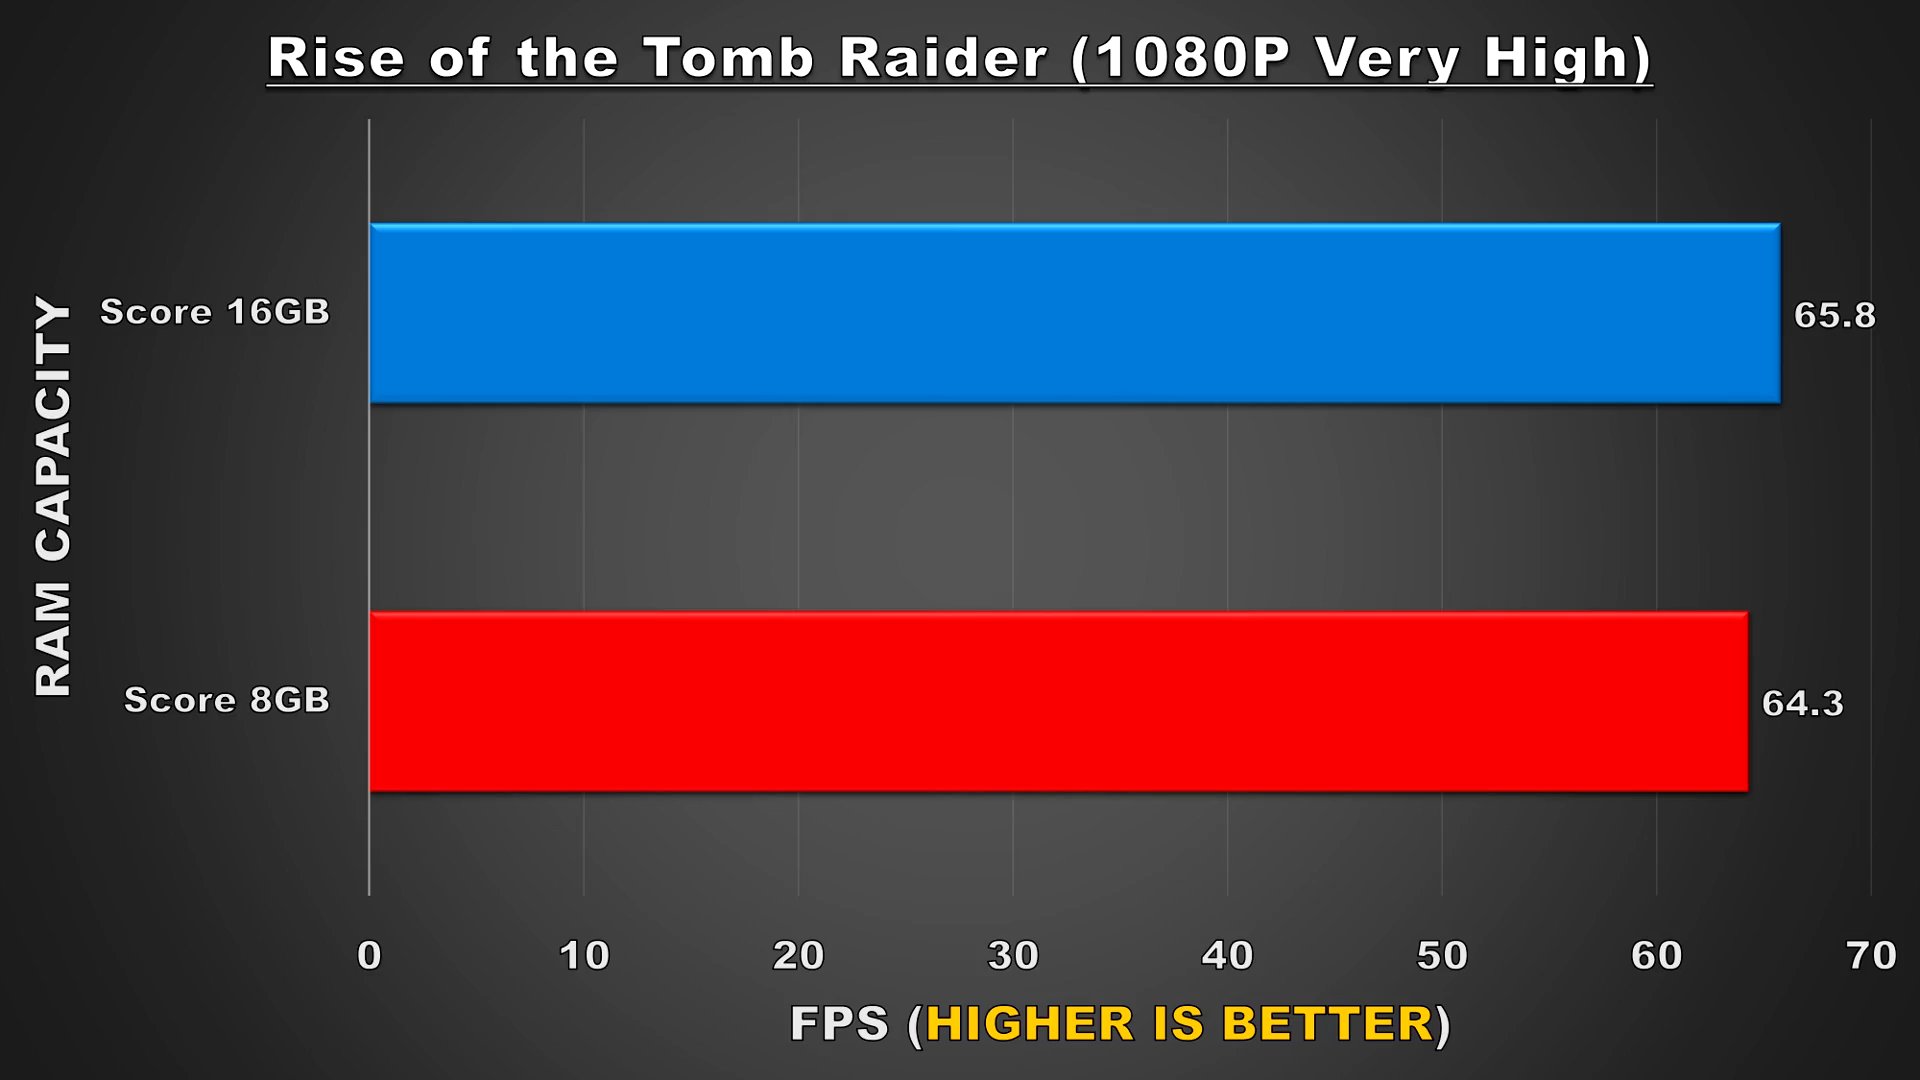 Rise of the Tomb Raider (1080P Very High)
RAM CAPACITY
Score 16GB
65.8
Score 8GB
64.3
0 10 20 30 40 50 60 70
FPS (HIGHER IS BETTER)